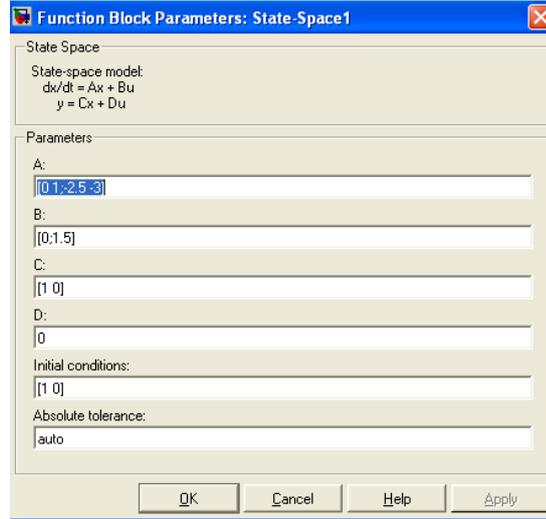 Function Block Parameters: State-Space1
State Space
State-space model:
dx/dt = Ax + Bu
y = Cx + Du
Parameters
A:
[0 1;-2.5 -3]
B:
[0;1.5]
C:
[1 0]
D:
0
Initial conditions:
[1 0]
Absolute tolerance:
auto
OK Cancel Help Apply